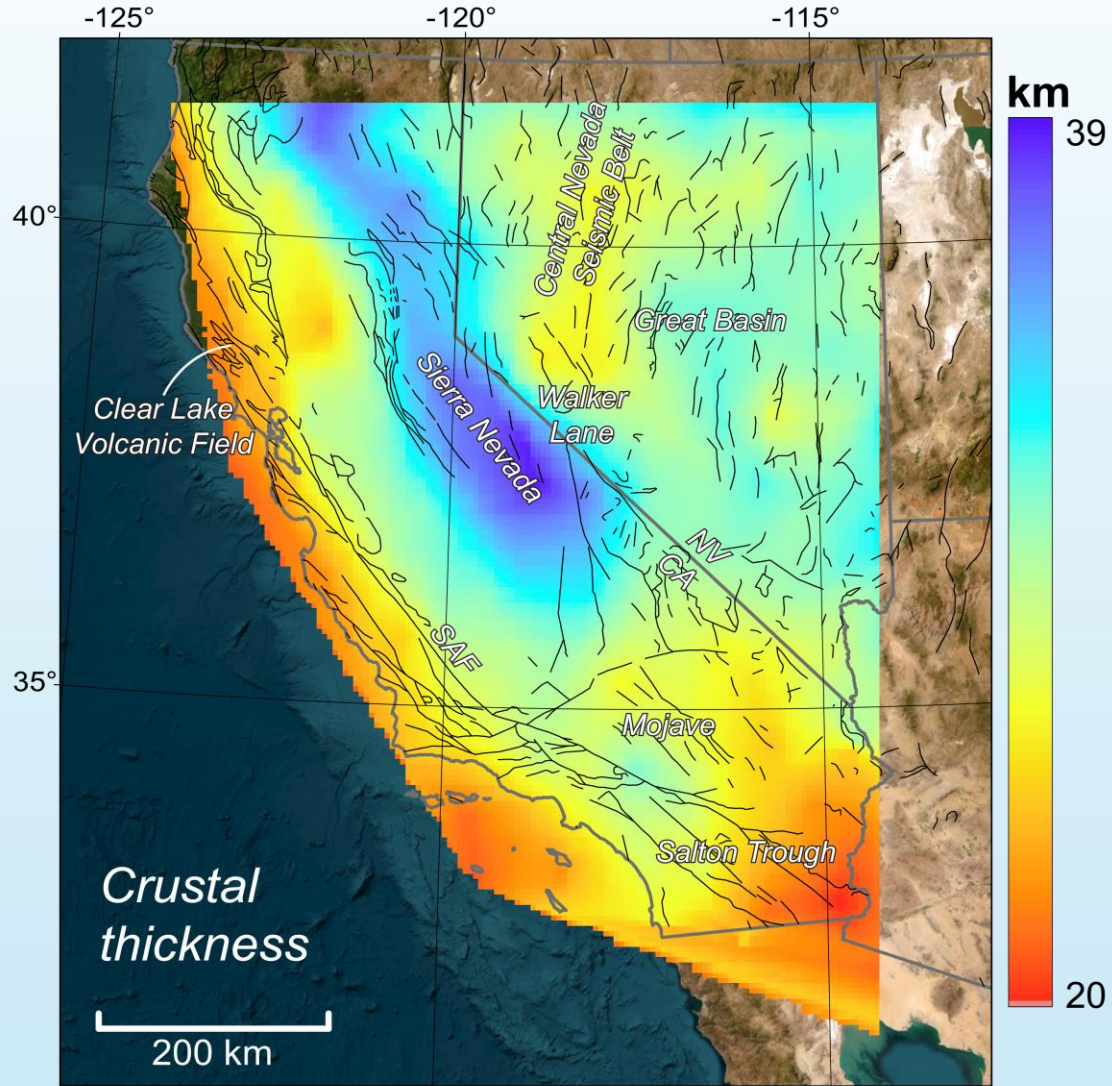 -125°
-120°
-115°
km
39
Central Nevada
Seismic Belt
40°
Great Basin
Sierra Nevada
Walker
Lane
Clear Lake
Volcanic Field
NV
CA
SAF
35°
Mojave
Salton Trough
Crustal
thickness
20
200 km